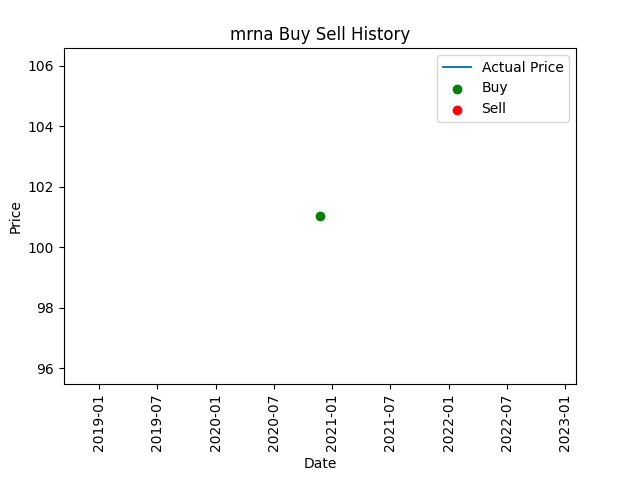 mrna Buy Sell History
Actual Price
Buy
Sell
Price
106
104
102
100
98
96
2019-01
2019-07
2020-01
2020-07
2021-01
2021-07
2022-01
2022-07
2023-01
Date